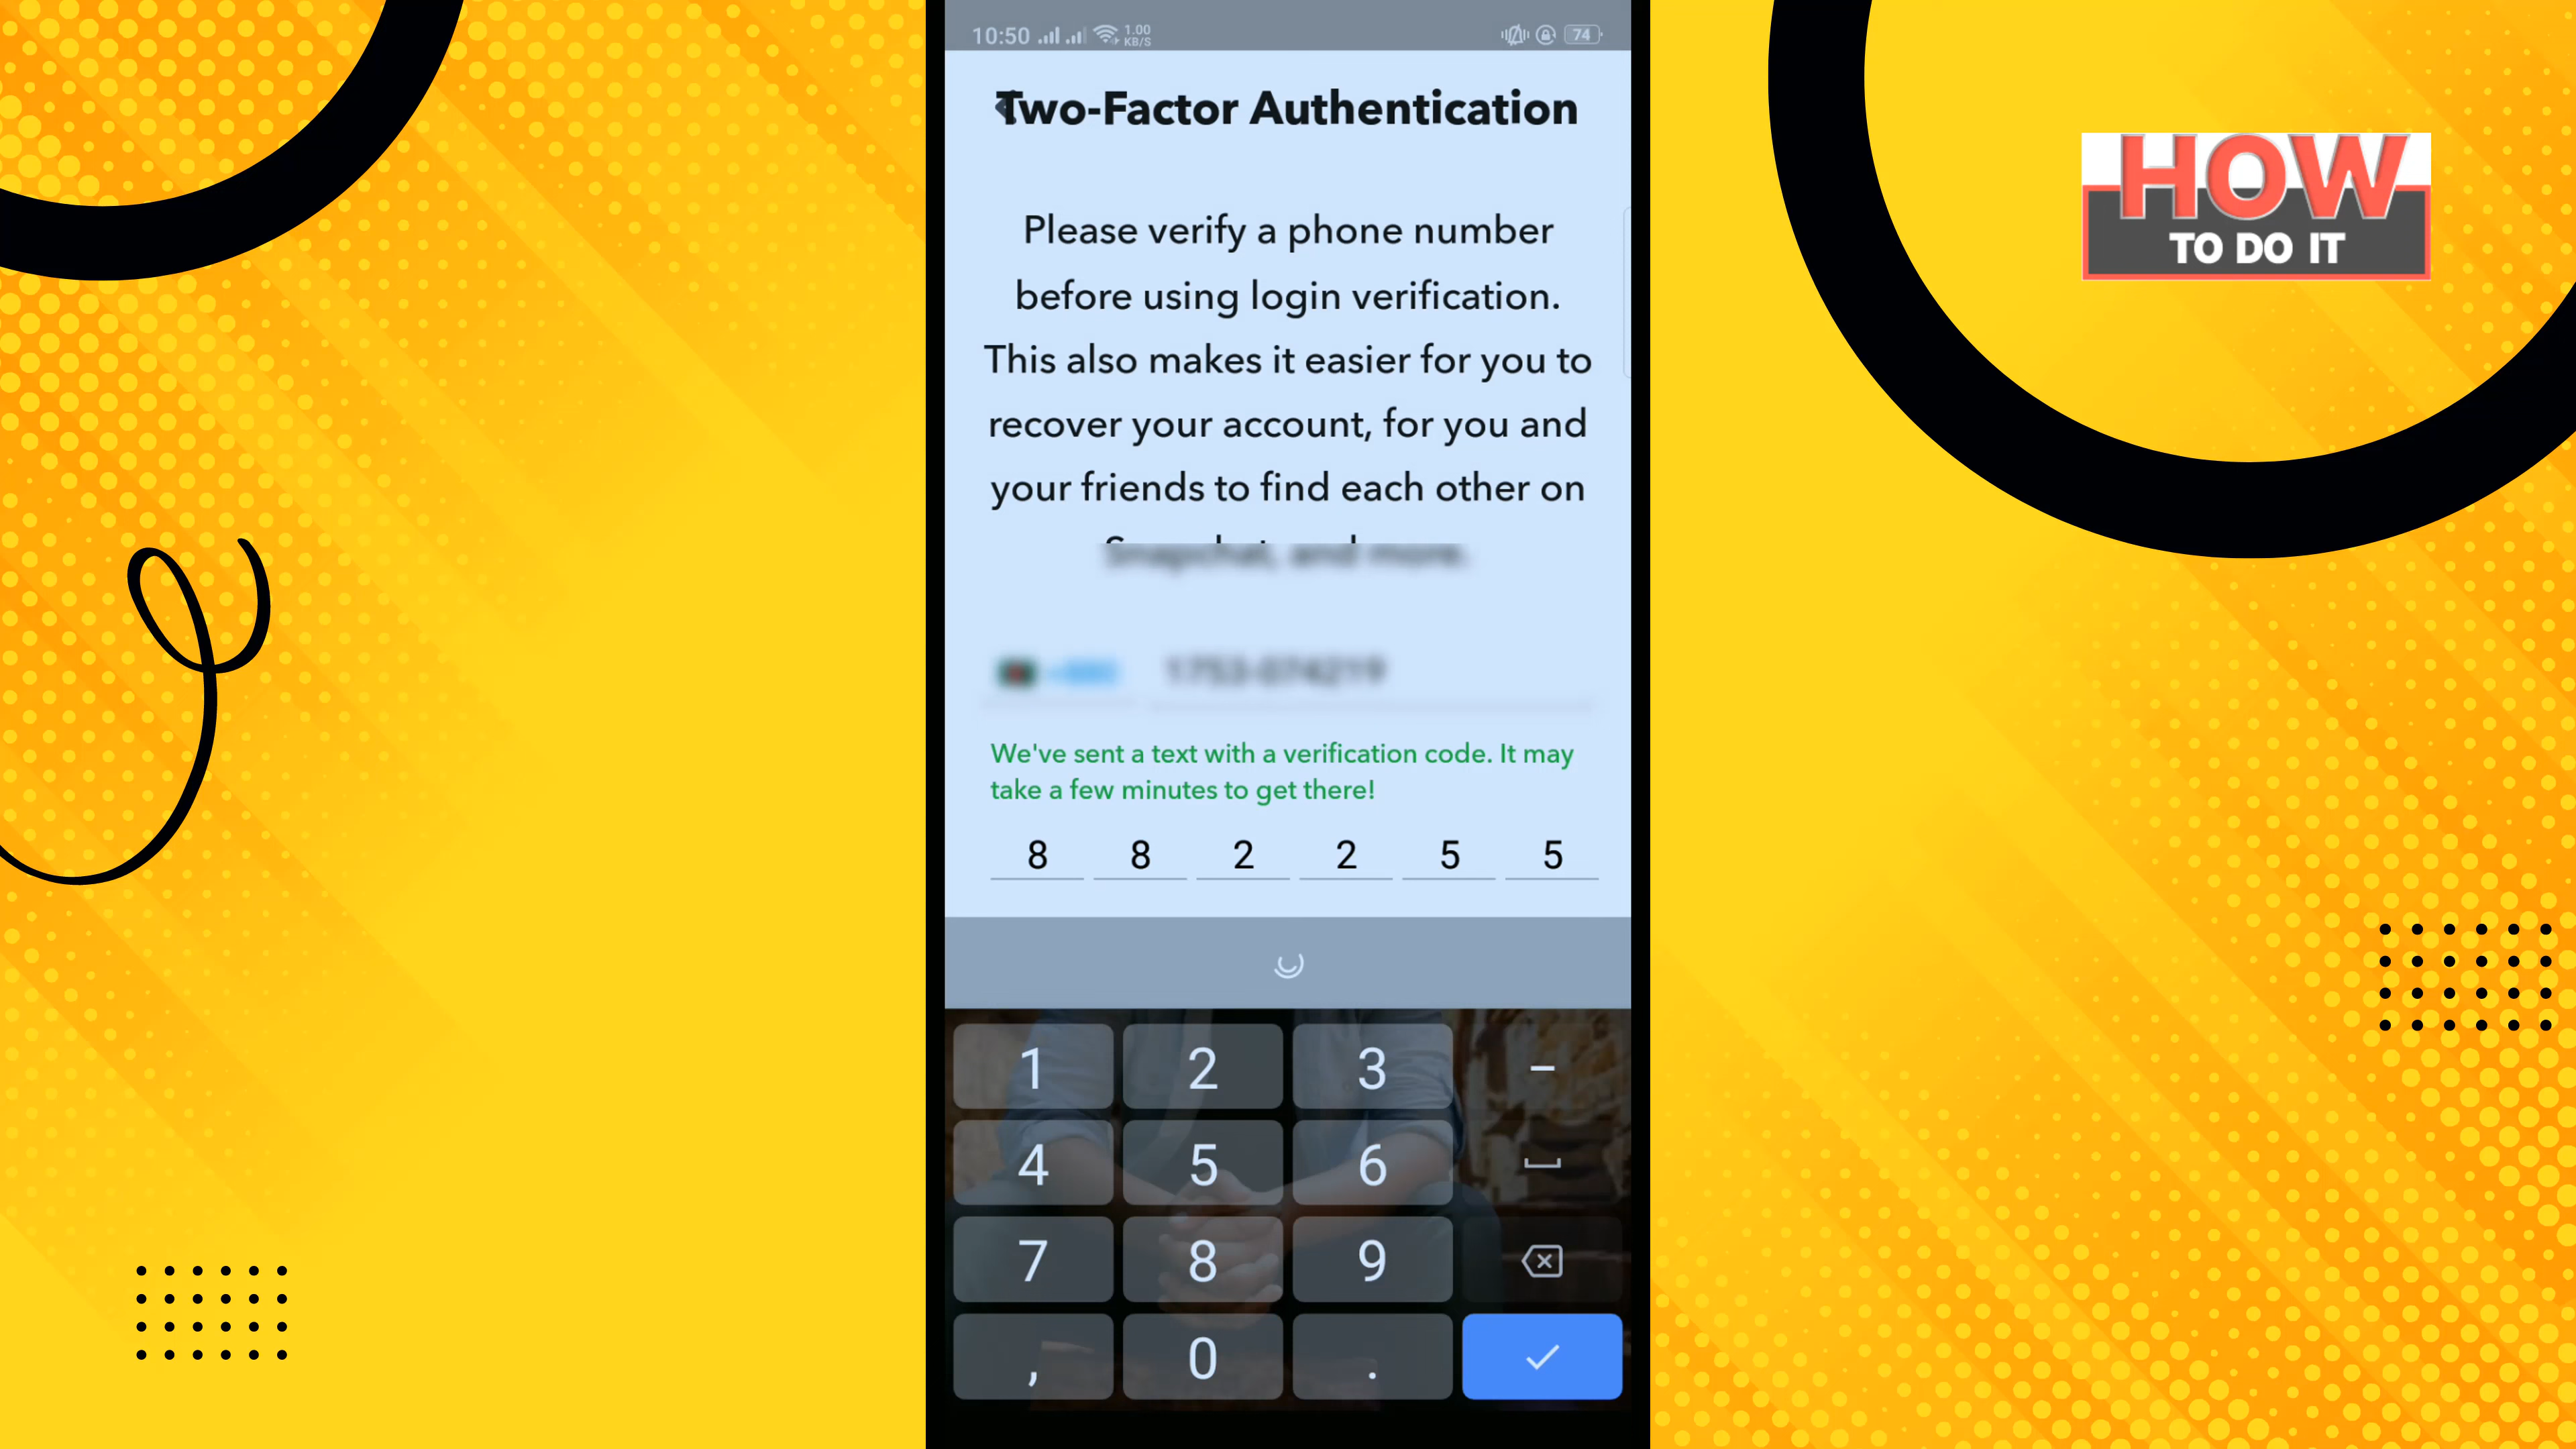 10:50
1.00
KB/S
74
Two-Factor Authentication
Please verify a phone number
before using login verification.
This also makes it easier for you to
recover your account, for you and
your friends to find each other on
Snapchat, and more.
We've sent a text with a verification code. It may
take a few minutes to get there!
8 8 2 2 5 5
1 2 3 -
4 5 6
7 8 9
, 0 .
HOW
TO DO IT